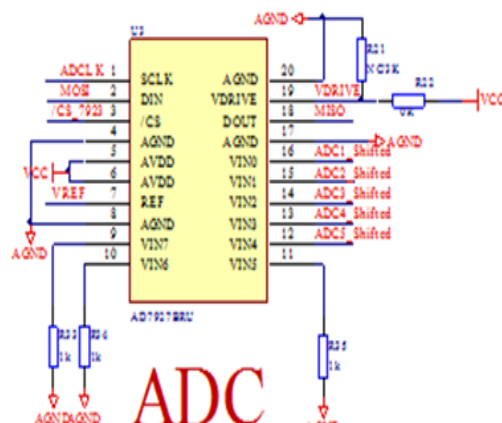 U3
AGND
R21
NC3K
R22
0k
VCC
ADCLK 1 SCLK AGND 20
MOSI 2 DIN VDRIVE 19 VDRIVE
/CS_7923 3 /CS DOUT 18 MISO
4 AGND AGND 17 AGND
VCC 5 AVDD VIN0 16 ADC1_Shifted
6 AVDD VIN1 15 ADC2_Shifted
VREF 7 REF VIN2 14 ADC3_Shifted
8 AGND VIN3 13 ADC4_Shifted
9 VIN7 VIN4 12 ADC5_Shifted
10 VIN6 VIN5 11
AGND
AD7927BRU
R33 R34 R35
1k 1k 1k
AGND AGND AGND
ADC